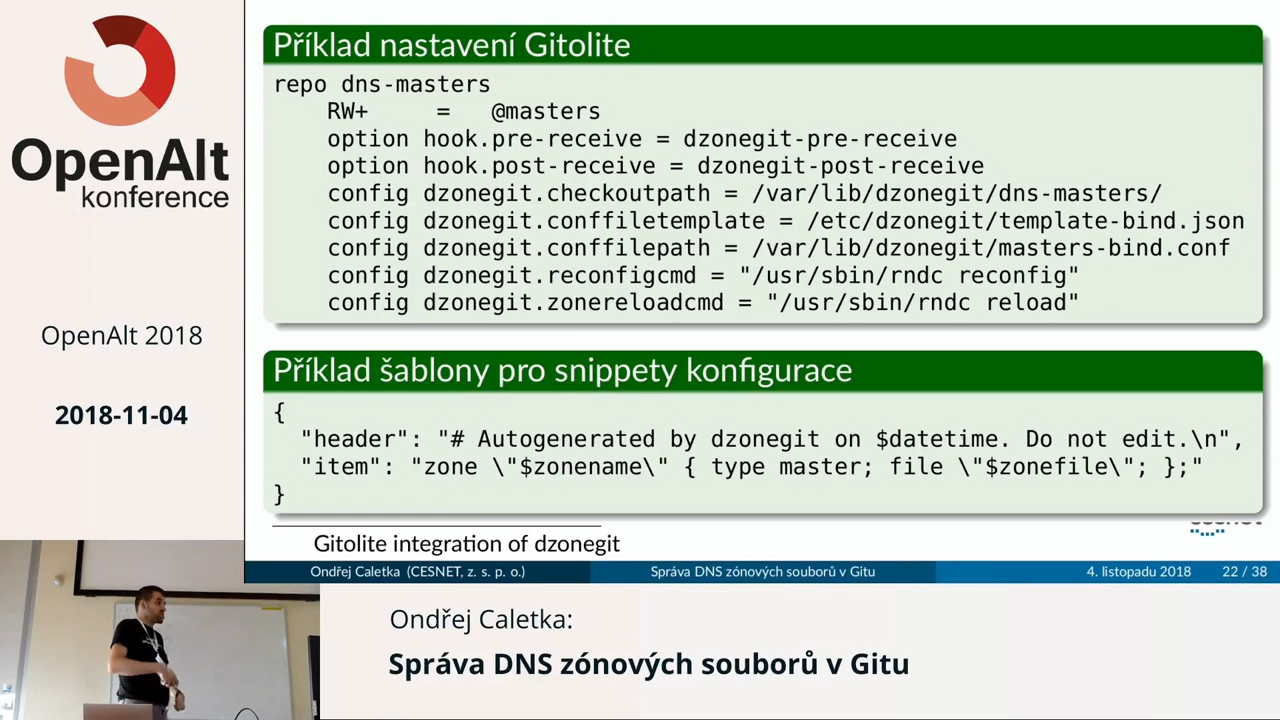 OpenAlt
konference
OpenAlt 2018
2018-11-04
Příklad nastavení Gitolite
repo dns-masters
    RW+     =   @masters
    option hook.pre-receive = dzonegit-pre-receive
    option hook.post-receive = dzonegit-post-receive
    config dzonegit.checkoutpath = /var/lib/dzonegit/dns-masters/
    config dzonegit.conffiletemplate = /etc/dzonegit/template-bind.json
    config dzonegit.conffilepath = /var/lib/dzonegit/masters-bind.conf
    config dzonegit.reconfigcmd = "/usr/sbin/rndc reconfig"
    config dzonegit.zonereloadcmd = "/usr/sbin/rndc reload"
Příklad šablony pro snippety konfigurace
{
  "header": "# Autogenerated by dzonegit on $datetime. Do not edit.\n",
  "item": "zone \"$zonename\" { type master; file \"$zonefile\"; };"
}
Gitolite integration of dzonegit
Ondřej Caletka (CESNET, z. s. p. o.) Správa DNS zónových souborů v Gitu 4. listopadu 2018 22 / 38
Ondřej Caletka:
Správa DNS zónových souborů v Gitu